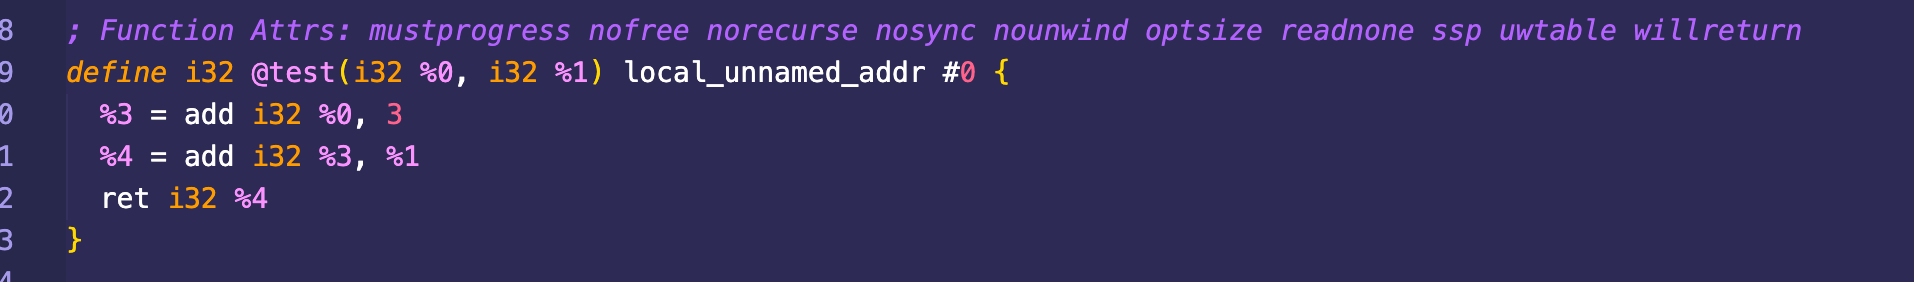 8 ; Function Attrs: mustprogress nofree norecurse nosync nounwind optsize readnone ssp uwtable willreturn
9 define i32 @test(i32 %0, i32 %1) local_unnamed_addr #0 {
0 %3 = add i32 %0, 3
1 %4 = add i32 %3, %1
2 ret i32 %4
3 }
4